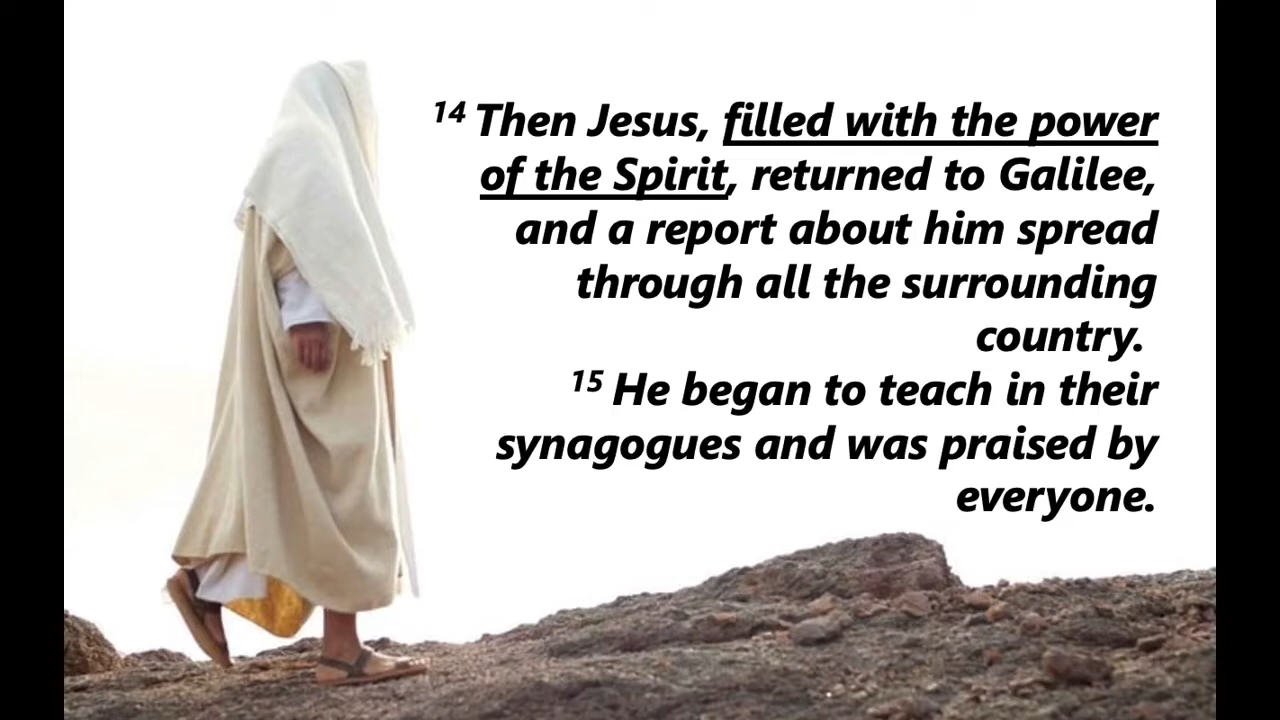 ¹⁴ Then Jesus, filled with the power
of the Spirit, returned to Galilee,
and a report about him spread
through all the surrounding
country.
¹⁵ He began to teach in their
synagogues and was praised by
everyone.